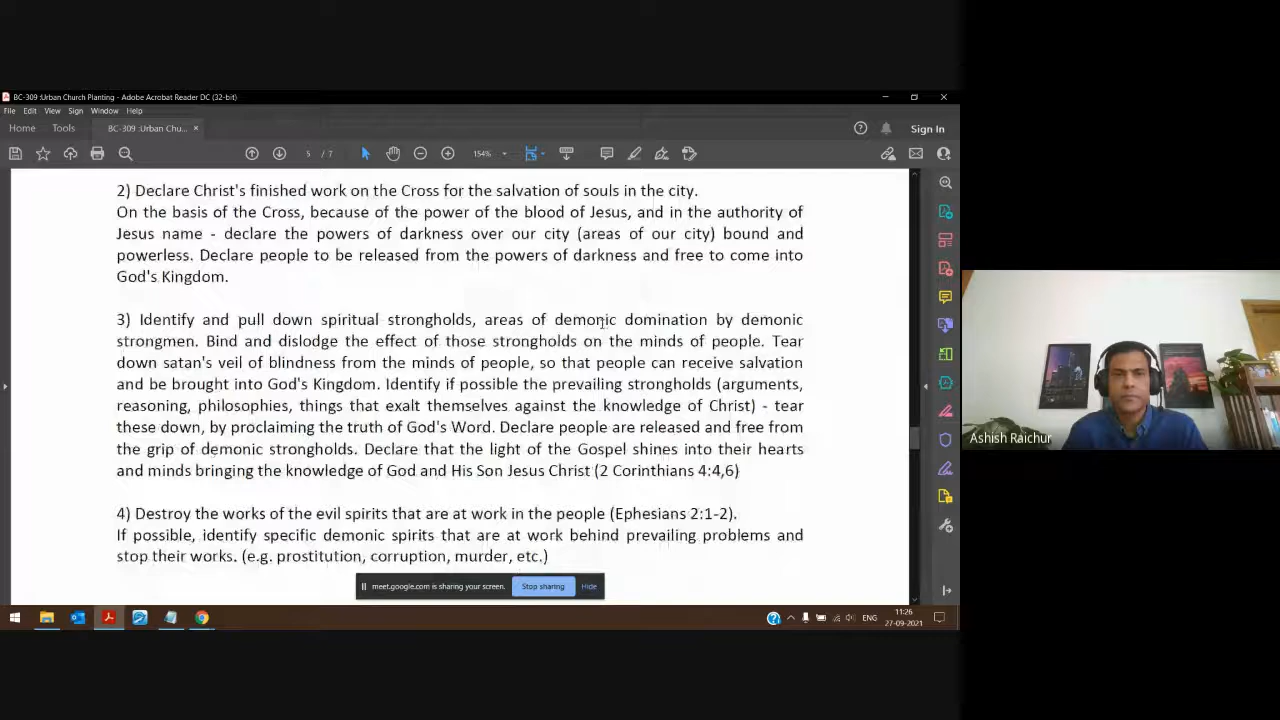 BC-309 :Urban Church Planting - Adobe Acrobat Reader DC (32-bit)
File Edit View Sign Window Help
Home Tools BC-309 :Urban Chu... × Sign In
5 / 7 154%
2) Declare Christ's finished work on the Cross for the salvation of souls in the city.
On the basis of the Cross, because of the power of the blood of Jesus, and in the authority of
Jesus name - declare the powers of darkness over our city (areas of our city) bound and
powerless. Declare people to be released from the powers of darkness and free to come into
God's Kingdom.
3) Identify and pull down spiritual strongholds, areas of demonic domination by demonic
strongmen. Bind and dislodge the effect of those strongholds on the minds of people. Tear
down satan's veil of blindness from the minds of people, so that people can receive salvation
and be brought into God's Kingdom. Identify if possible the prevailing strongholds (arguments,
reasoning, philosophies, things that exalt themselves against the knowledge of Christ) - tear
these down, by proclaiming the truth of God's Word. Declare people are released and free from
the grip of demonic strongholds. Declare that the light of the Gospel shines into their hearts
and minds bringing the knowledge of God and His Son Jesus Christ (2 Corinthians 4:4,6)
4) Destroy the works of the evil spirits that are at work in the people (Ephesians 2:1-2).
If possible, identify specific demonic spirits that are at work behind prevailing problems and
stop their works. (e.g. prostitution, corruption, murder, etc.)
meet.google.com is sharing your screen. Stop sharing Hide
ENG 11:26
27-09-2021
Ashish Raichur